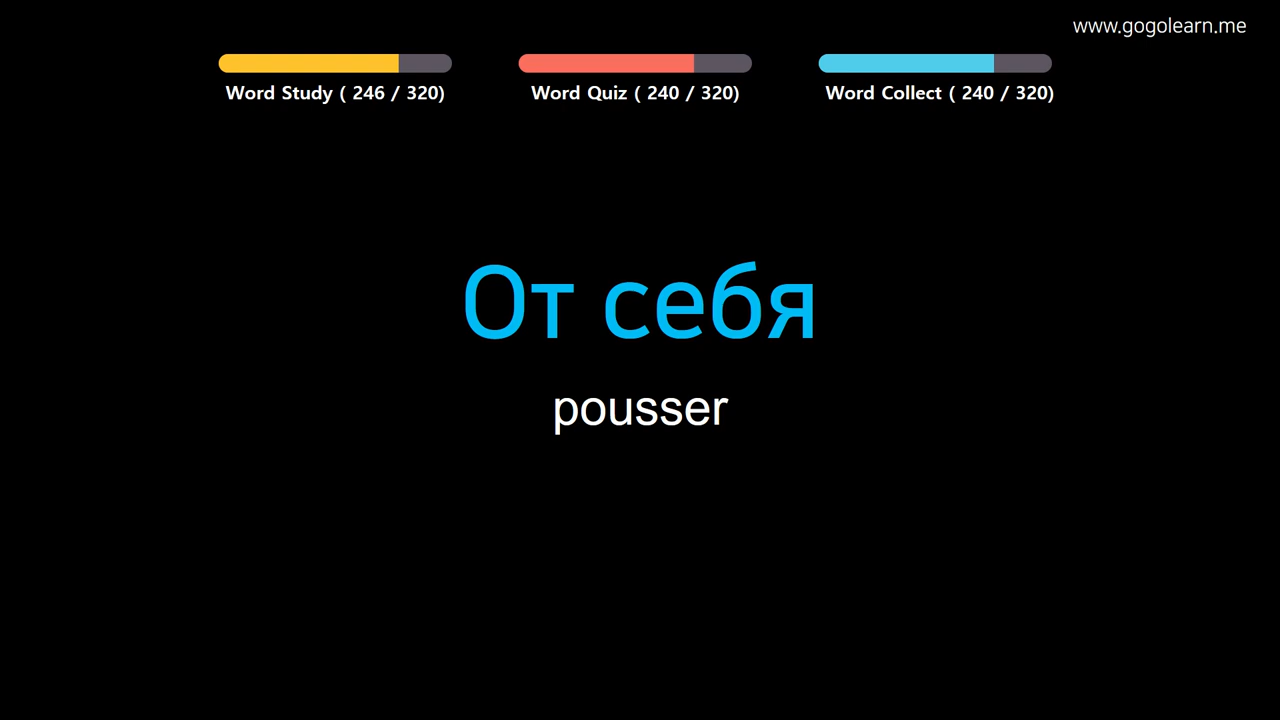 www.gogolearn.me
Word Study ( 246 / 320)
Word Quiz ( 240 / 320)
Word Collect ( 240 / 320)
От себя
pousser